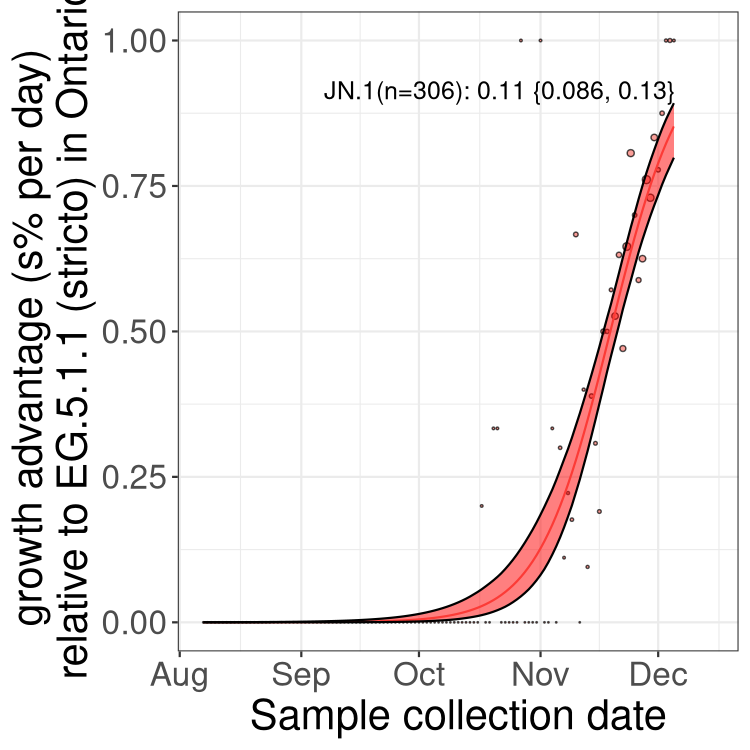 growth advantage (s% per day)
relative to EG.5.1.1 (stricto) in Ontario
1.00
0.75
0.50
0.25
0.00
JN.1(n=306): 0.11 {0.086, 0.13}
Aug Sep Oct Nov Dec
Sample collection date